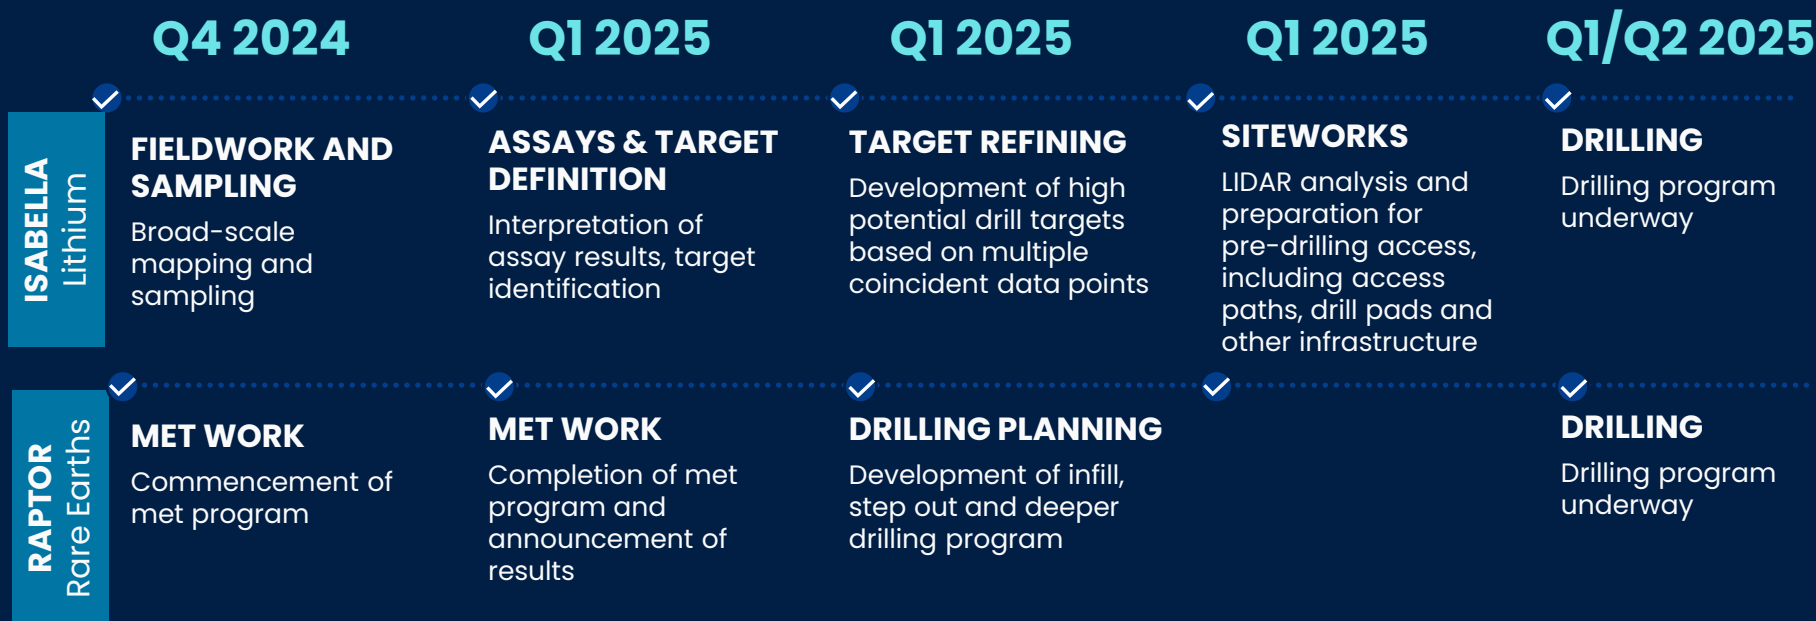 Q4 2024
Q1 2025
Q1 2025
Q1 2025
Q1/Q2 2025
ISABELLA
Lithium
FIELDWORK AND
SAMPLING
Broad-scale
mapping and
sampling
ASSAYS & TARGET
DEFINITION
Interpretation of
assay results, target
identification
TARGET REFINING
Development of high
potential drill targets
based on multiple
coincident data points
SITEWORKS
LIDAR analysis and
preparation for
pre-drilling access,
including access
paths, drill pads and
other infrastructure
DRILLING
Drilling program
underway
RAPTOR
Rare Earths
MET WORK
Commencement of
met program
MET WORK
Completion of met
program and
announcement of
results
DRILLING PLANNING
Development of infill,
step out and deeper
drilling program
DRILLING
Drilling program
underway